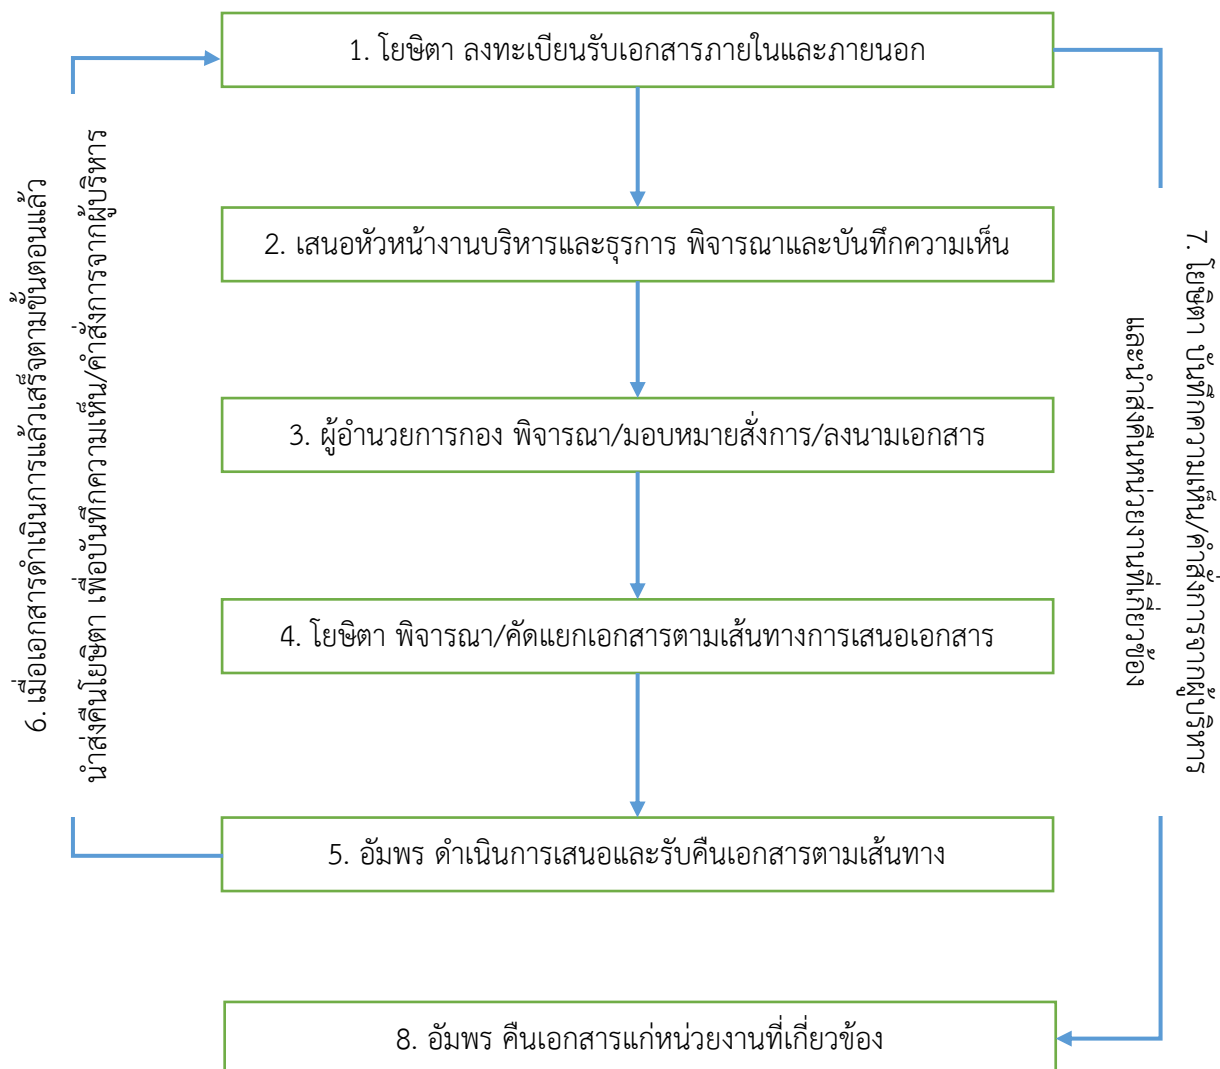 1. โยษิตา ลงทะเบียนรับเอกสารภายในและภายนอก
2. เสนอหัวหน้างานบริหารและธุรการ พิจารณาและบันทึกความเห็น
3. ผู้อำนวยการกอง พิจารณา/มอบหมายสั่งการ/ลงนามเอกสาร
4. โยษิตา พิจารณา/คัดแยกเอกสารตามเส้นทางการเสนอเอกสาร
5. อัมพร ดำเนินการเสนอและรับคืนเอกสารตามเส้นทาง
6. เมื่อเอกสารดำเนินการแล้วเสร็จตามขั้นตอนแล้ว
นำส่งคืนโยษิตา เพื่อบันทึกความเห็น/คำสั่งการจากผู้บริหาร
7. โยษิตา บันทึกความเห็น/คำสั่งการจากผู้บริหาร
และนำส่งคืนหน่วยงานที่เกี่ยวข้อง
8. อัมพร คืนเอกสารแก่หน่วยงานที่เกี่ยวข้อง